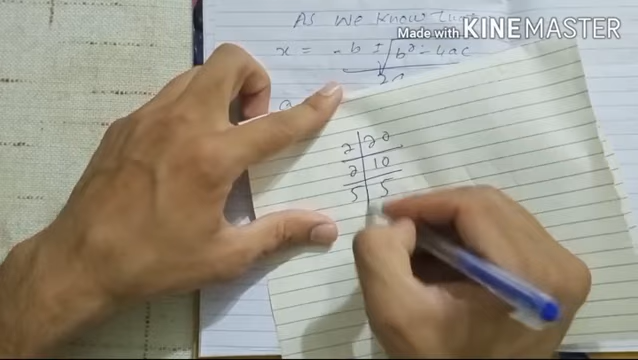 As we know that
Made with KINEMASTER
x = -b ± √b² - 4ac
2a
2 | 20
2 | 10
5 | 5